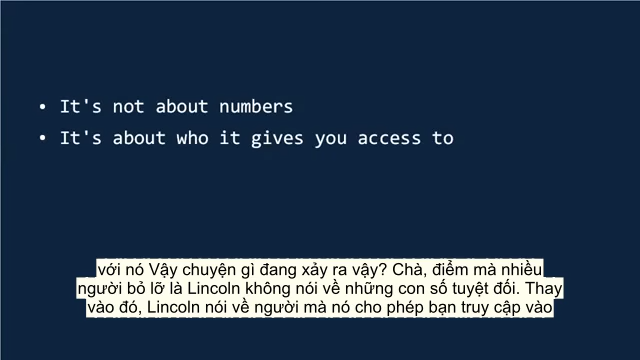 • It's not about numbers
• It's about who it gives you access to
với nó Vậy chuyện gì đang xảy ra vậy? Chà, điểm mà nhiều
người bỏ lỡ là Lincoln không nói về những con số tuyệt đối. Thay
vào đó, Lincoln nói về người mà nó cho phép bạn truy cập vào